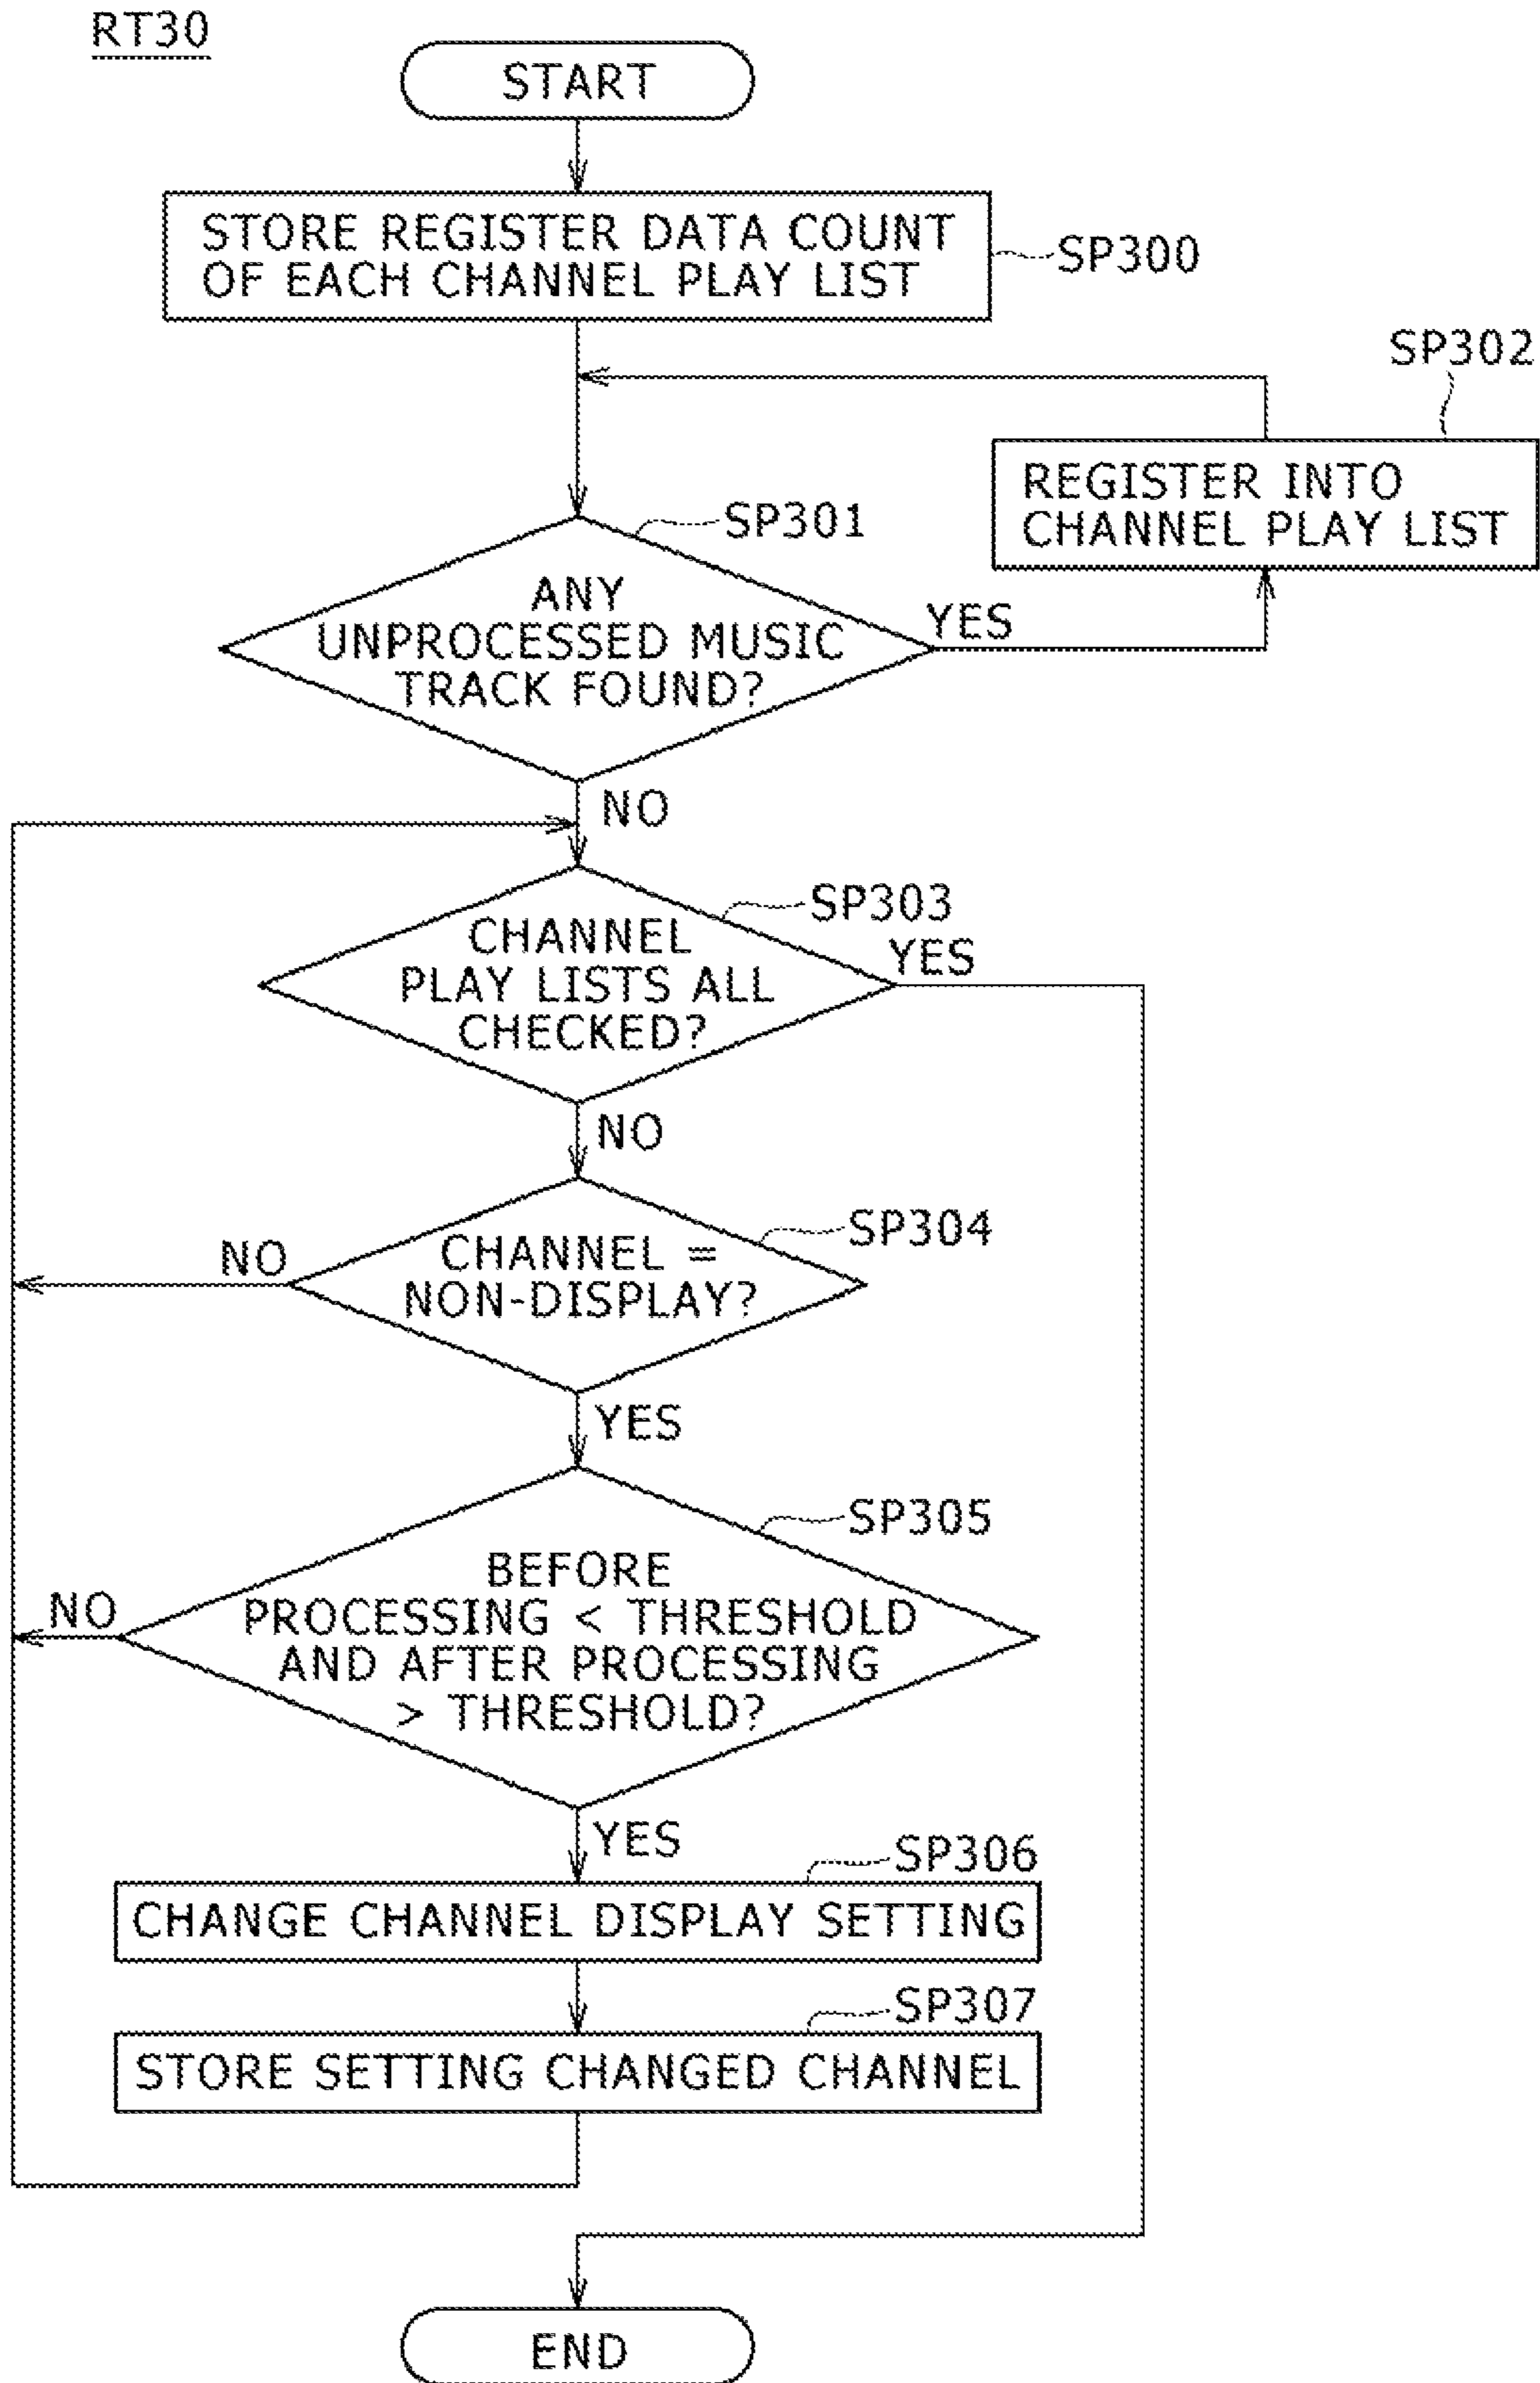 RT30
START
STORE REGISTER DATA COUNT
OF EACH CHANNEL PLAY LIST
SP300
SP302
REGISTER INTO
CHANNEL PLAY LIST
SP301
ANY
UNPROCESSED MUSIC
TRACK FOUND?
YES
NO
SP303
CHANNEL
PLAY LISTS ALL
CHECKED?
YES
NO
SP304
CHANNEL =
NON-DISPLAY?
NO
YES
SP305
BEFORE
PROCESSING < THRESHOLD
AND AFTER PROCESSING
> THRESHOLD?
NO
YES
SP306
CHANGE CHANNEL DISPLAY SETTING
SP307
STORE SETTING CHANGED CHANNEL
END